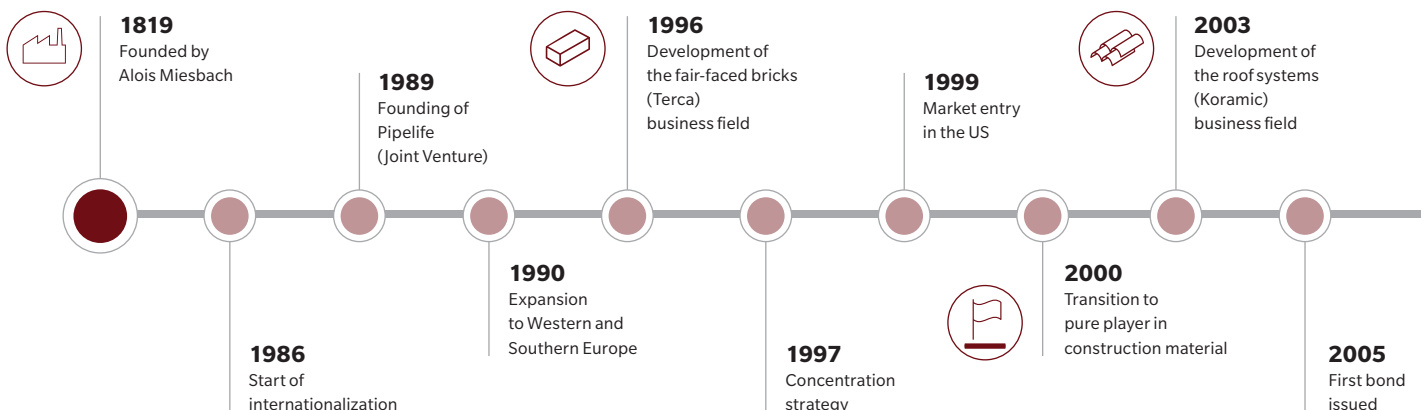 1819
Founded by
Alois Miesbach
1986
Start of
internationalization
1989
Founding of
Pipelife
(Joint Venture)
1990
Expansion
to Western and
Southern Europe
1996
Development of
the fair-faced bricks
(Terca)
business field
1997
Concentration
strategy
1999
Market entry
in the US
2000
Transition to
pure player in
construction material
2003
Development of
the roof systems
(Koramic)
business field
2005
First bond
issued